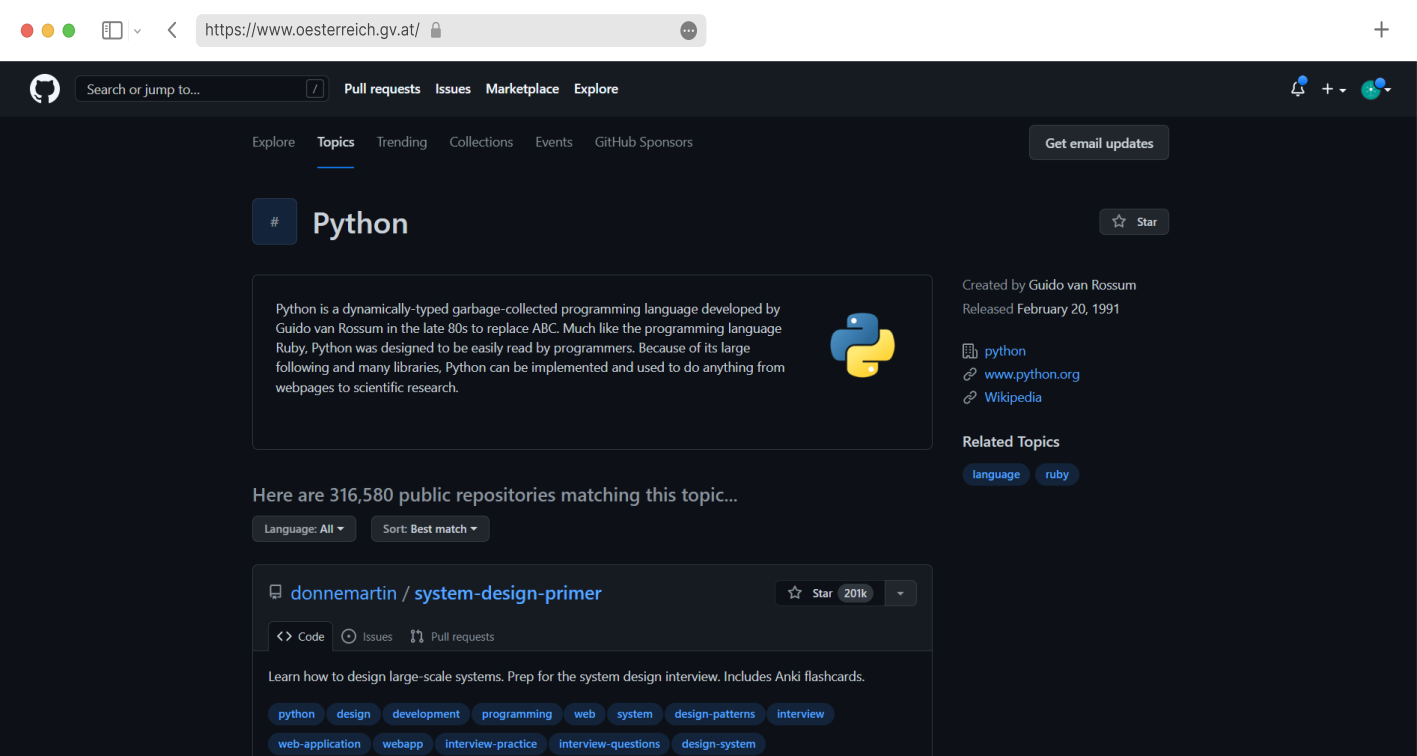 https://www.oesterreich.gv.at/
Search or jump to... /
Pull requests Issues Marketplace Explore
Explore Topics Trending Collections Events GitHub Sponsors
Get email updates
# Python
Star
Python is a dynamically-typed garbage-collected programming language developed by
Guido van Rossum in the late 80s to replace ABC. Much like the programming language
Ruby, Python was designed to be easily read by programmers. Because of its large
following and many libraries, Python can be implemented and used to do anything from
webpages to scientific research.
Created by Guido van Rossum
Released February 20, 1991
python
www.python.org
Wikipedia
Related Topics
language ruby
Here are 316,580 public repositories matching this topic...
Language: All Sort: Best match
donnemartin / system-design-primer
Star 201k
Code Issues Pull requests
Learn how to design large-scale systems. Prep for the system design interview. Includes Anki flashcards.
python design development programming web system design-patterns interview
web-application webapp interview-practice interview-questions design-system